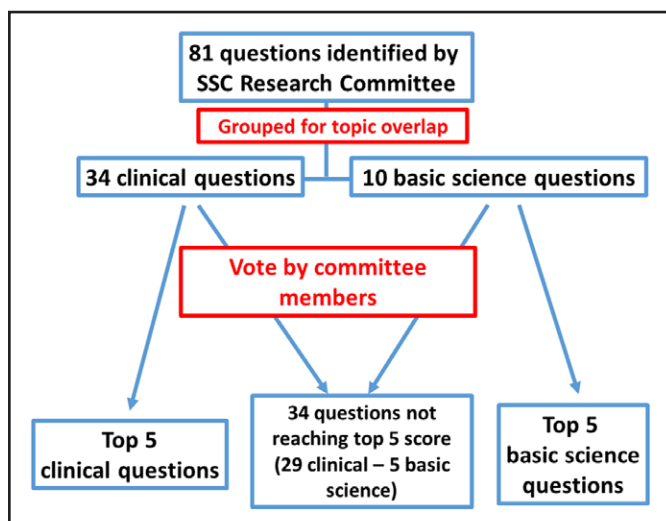 81 questions identified by
SSC Research Committee
Grouped for topic overlap
34 clinical questions
10 basic science questions
Vote by committee
members
Top 5
clinical questions
34 questions not
reaching top 5 score
(29 clinical – 5 basic
science)
Top 5
basic science
questions